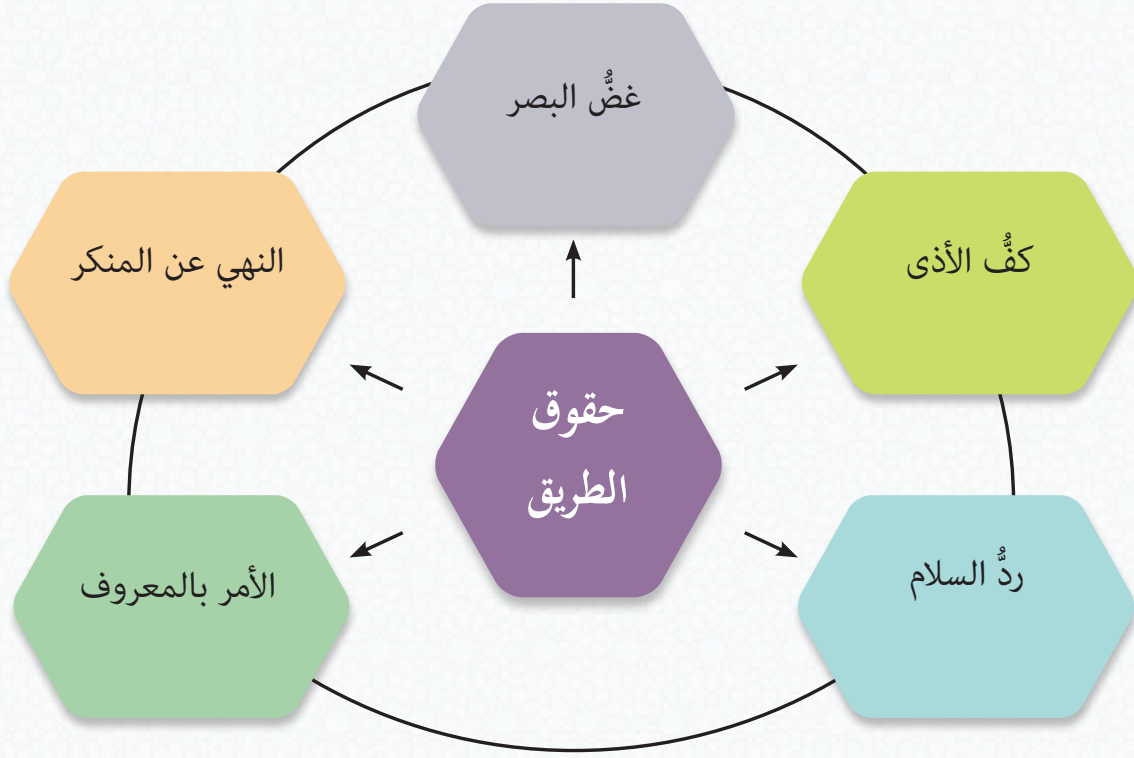 غضُّ البصر
كفُّ الأذى
النهي عن المنكر
حقوق
الطريق
ردُّ السلام
الأمر بالمعروف